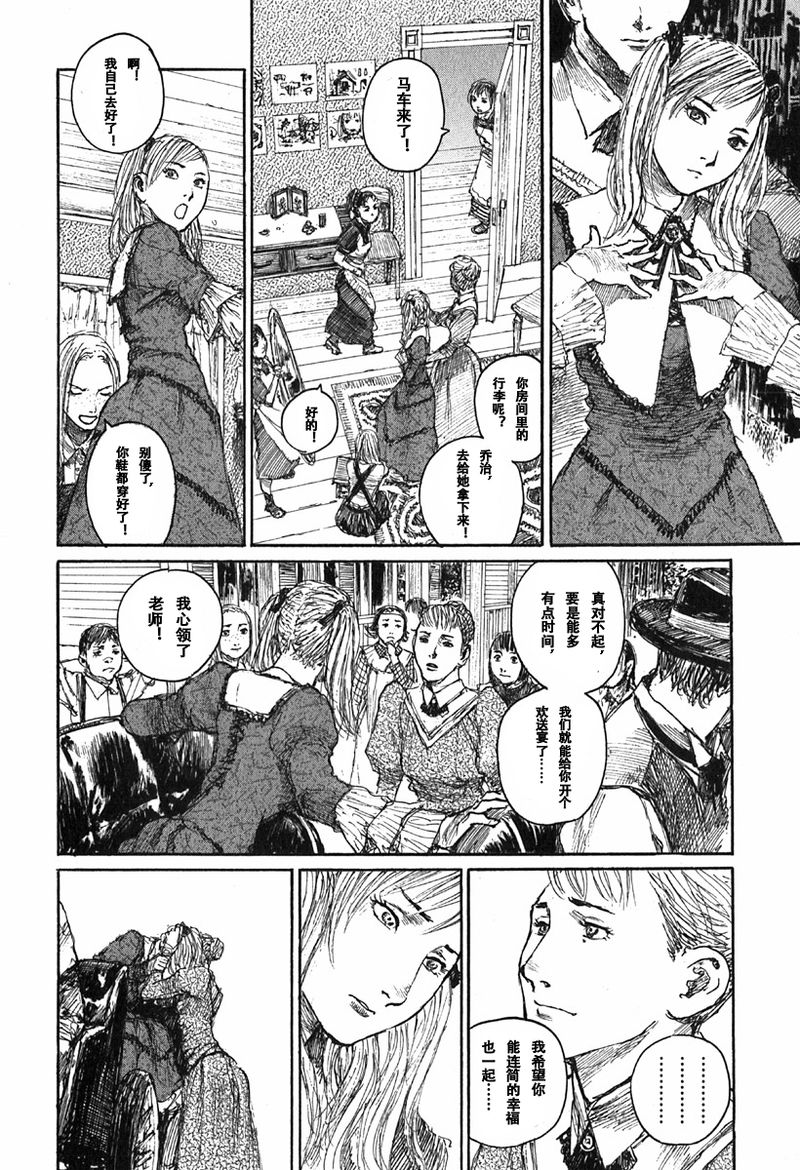 马车来了！
你房间里的
行李呢？
乔治，
去给她拿下来！
好的！
啊！
我自己去好了！
别傻了，
你鞋都穿好了！
真对不起，
要是能多
有点时间，
我们就能给你开个
欢送宴了……
我心领了
老师！
…………
…………
…………
我希望你
能连简的幸福
也一起……